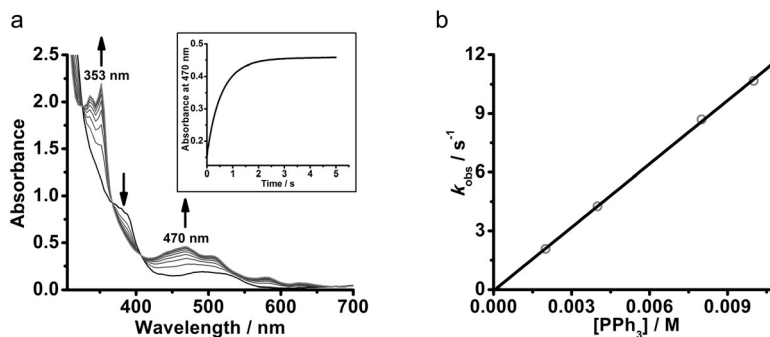 a
353 nm
470 nm
Absorbance
2.5
2.0
1.5
1.0
0.5
0.0
400
500
600
700
Wavelength / nm
Absorbance at 470 nm
0.5
0.4
0.3
0.2
0
1
2
3
4
5
Time / s
b
kobs / s-1
12
9
6
3
0
0.000
0.003
0.006
0.009
[PPh3] / M